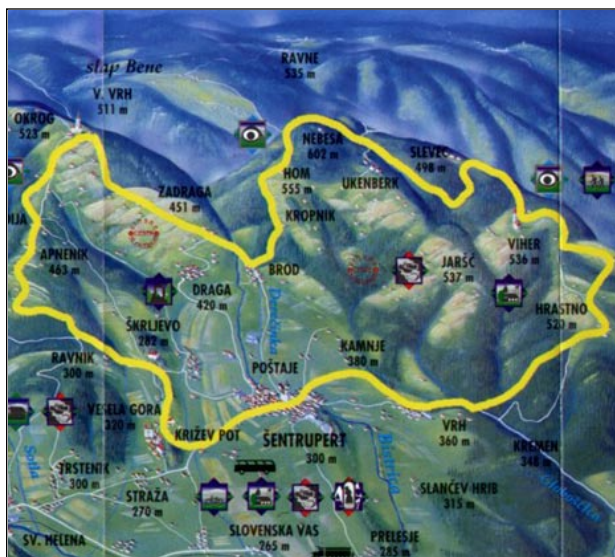 slap Bene
V. VRH
511 m
RAVNE
535 m
OKROG
523 m
NEBESA
602 m
SLEVEC
498 m
HOM
555 m
UKENBERK
ZADRAGA
451 m
KROPNIK
VIHER
536 m
APNENIK
463 m
BROD
JARŠČ
537 m
DRAGA
420 m
HRASTNO
520 m
ŠKRLJEVO
282 m
KAMNJE
380 m
RAVNIK
300 m
POŠTAJE
VESELA GORA
320 m
VRH
360 m
KRIŽEV POT
ŠENTRUPERT
300 m
Bistrica
KREMEN
348 m
TRSTENIK
300 m
STRAŽA
270 m
SLANČEV HRIB
315 m
SLOVENSKA VAS
265 m
PRELESJE
285 m
SV. HELENA